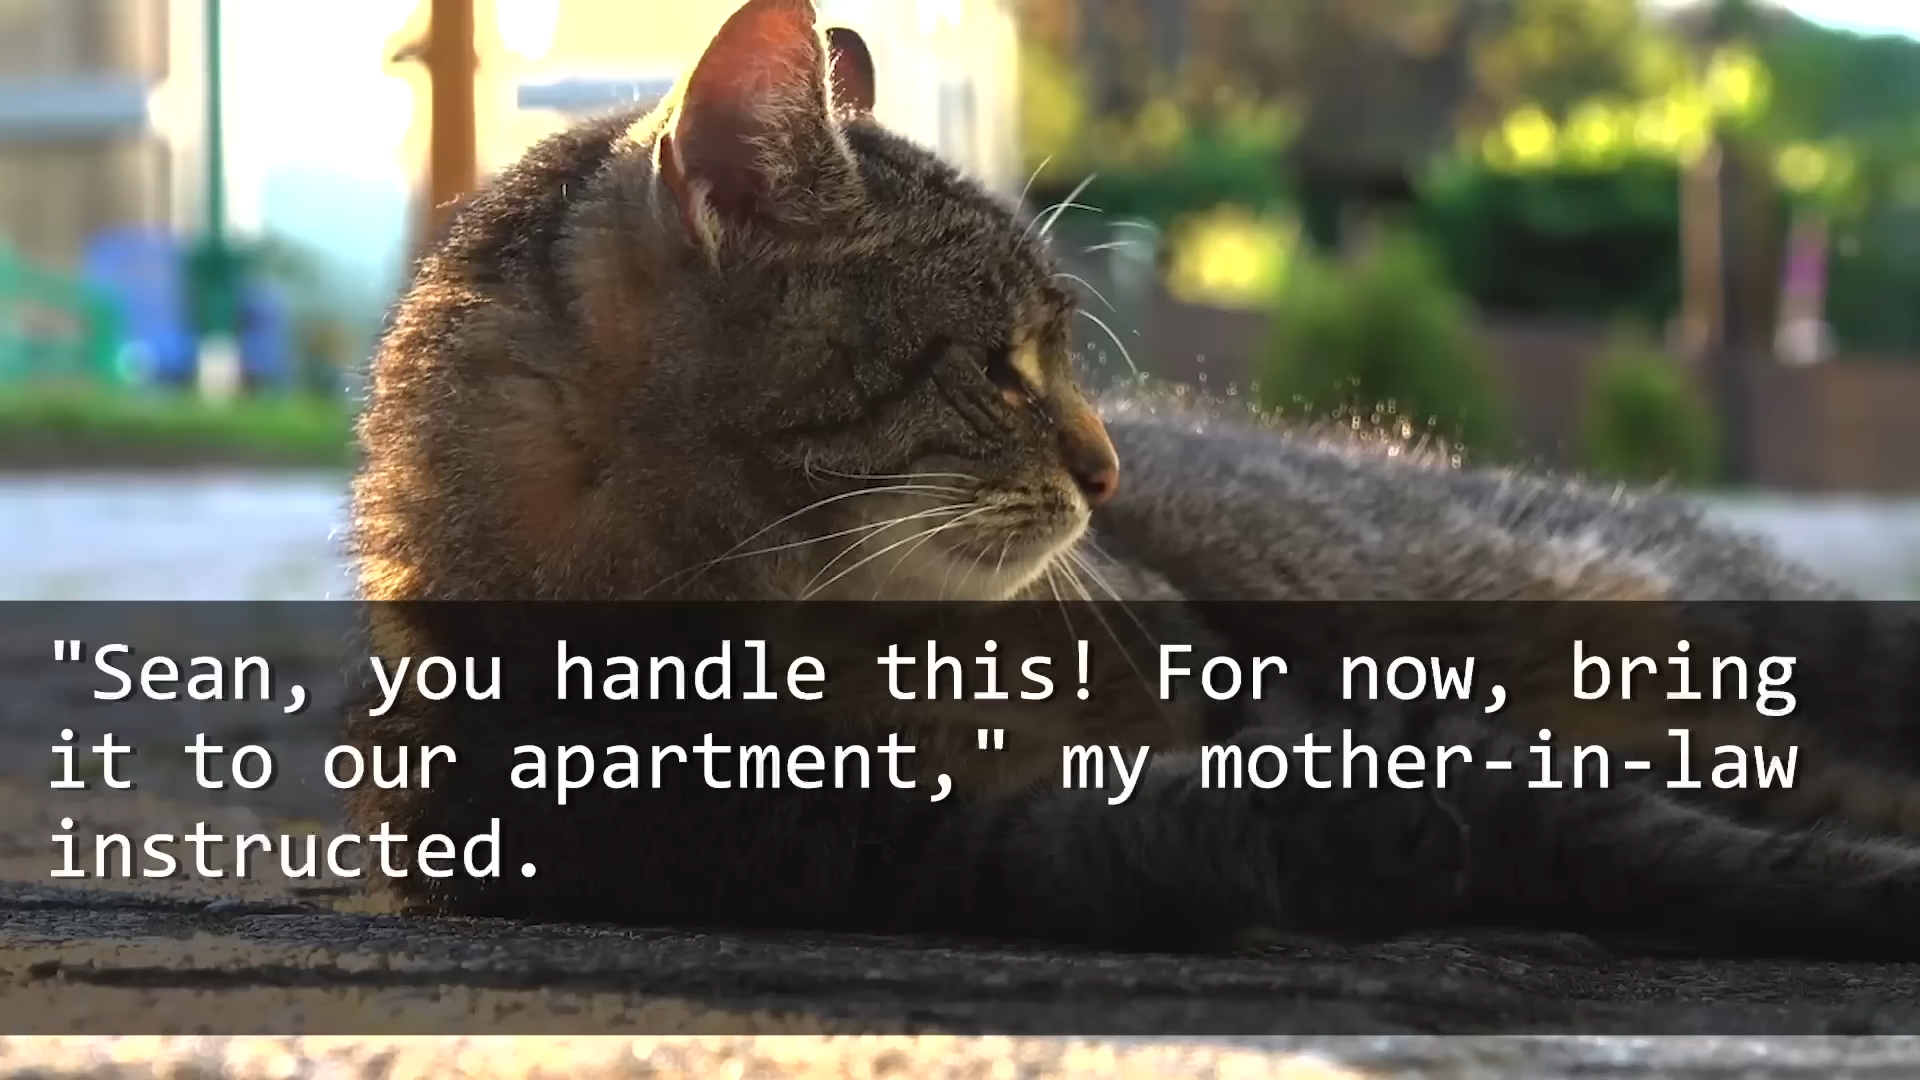 "Sean, you handle this! For now, bring
it to our apartment," my mother-in-law
instructed.